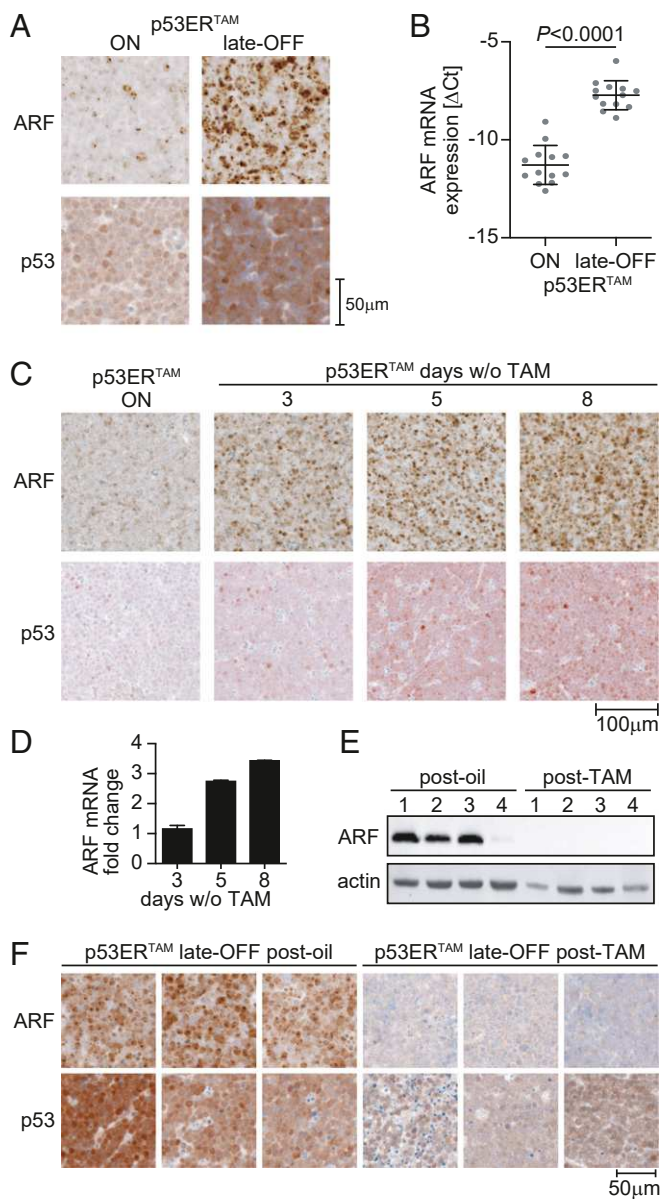 A
p53ER^TAM
ON late-OFF
ARF
p53
50μm
B
P<0.0001
ARF mRNA
expression [ΔCt]
-5
-10
-15
ON late-OFF
p53ER^TAM
C
p53ER^TAM
ON
p53ER^TAM days w/o TAM
3 5 8
ARF
p53
100μm
D
ARF mRNA
fold change
4
3
2
1
0
3 5 8
days w/o TAM
E
post-oil post-TAM
1 2 3 4 1 2 3 4
ARF
actin
F
p53ER^TAM late-OFF post-oil p53ER^TAM late-OFF post-TAM
ARF
p53
50μm